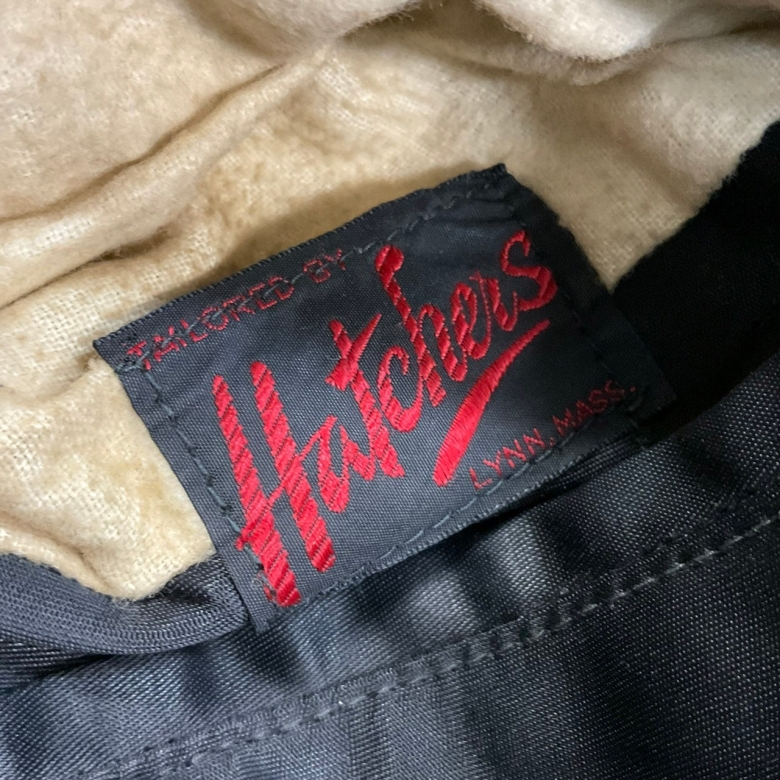 TAILORED BY
Hatchers
LYNN, MASS.